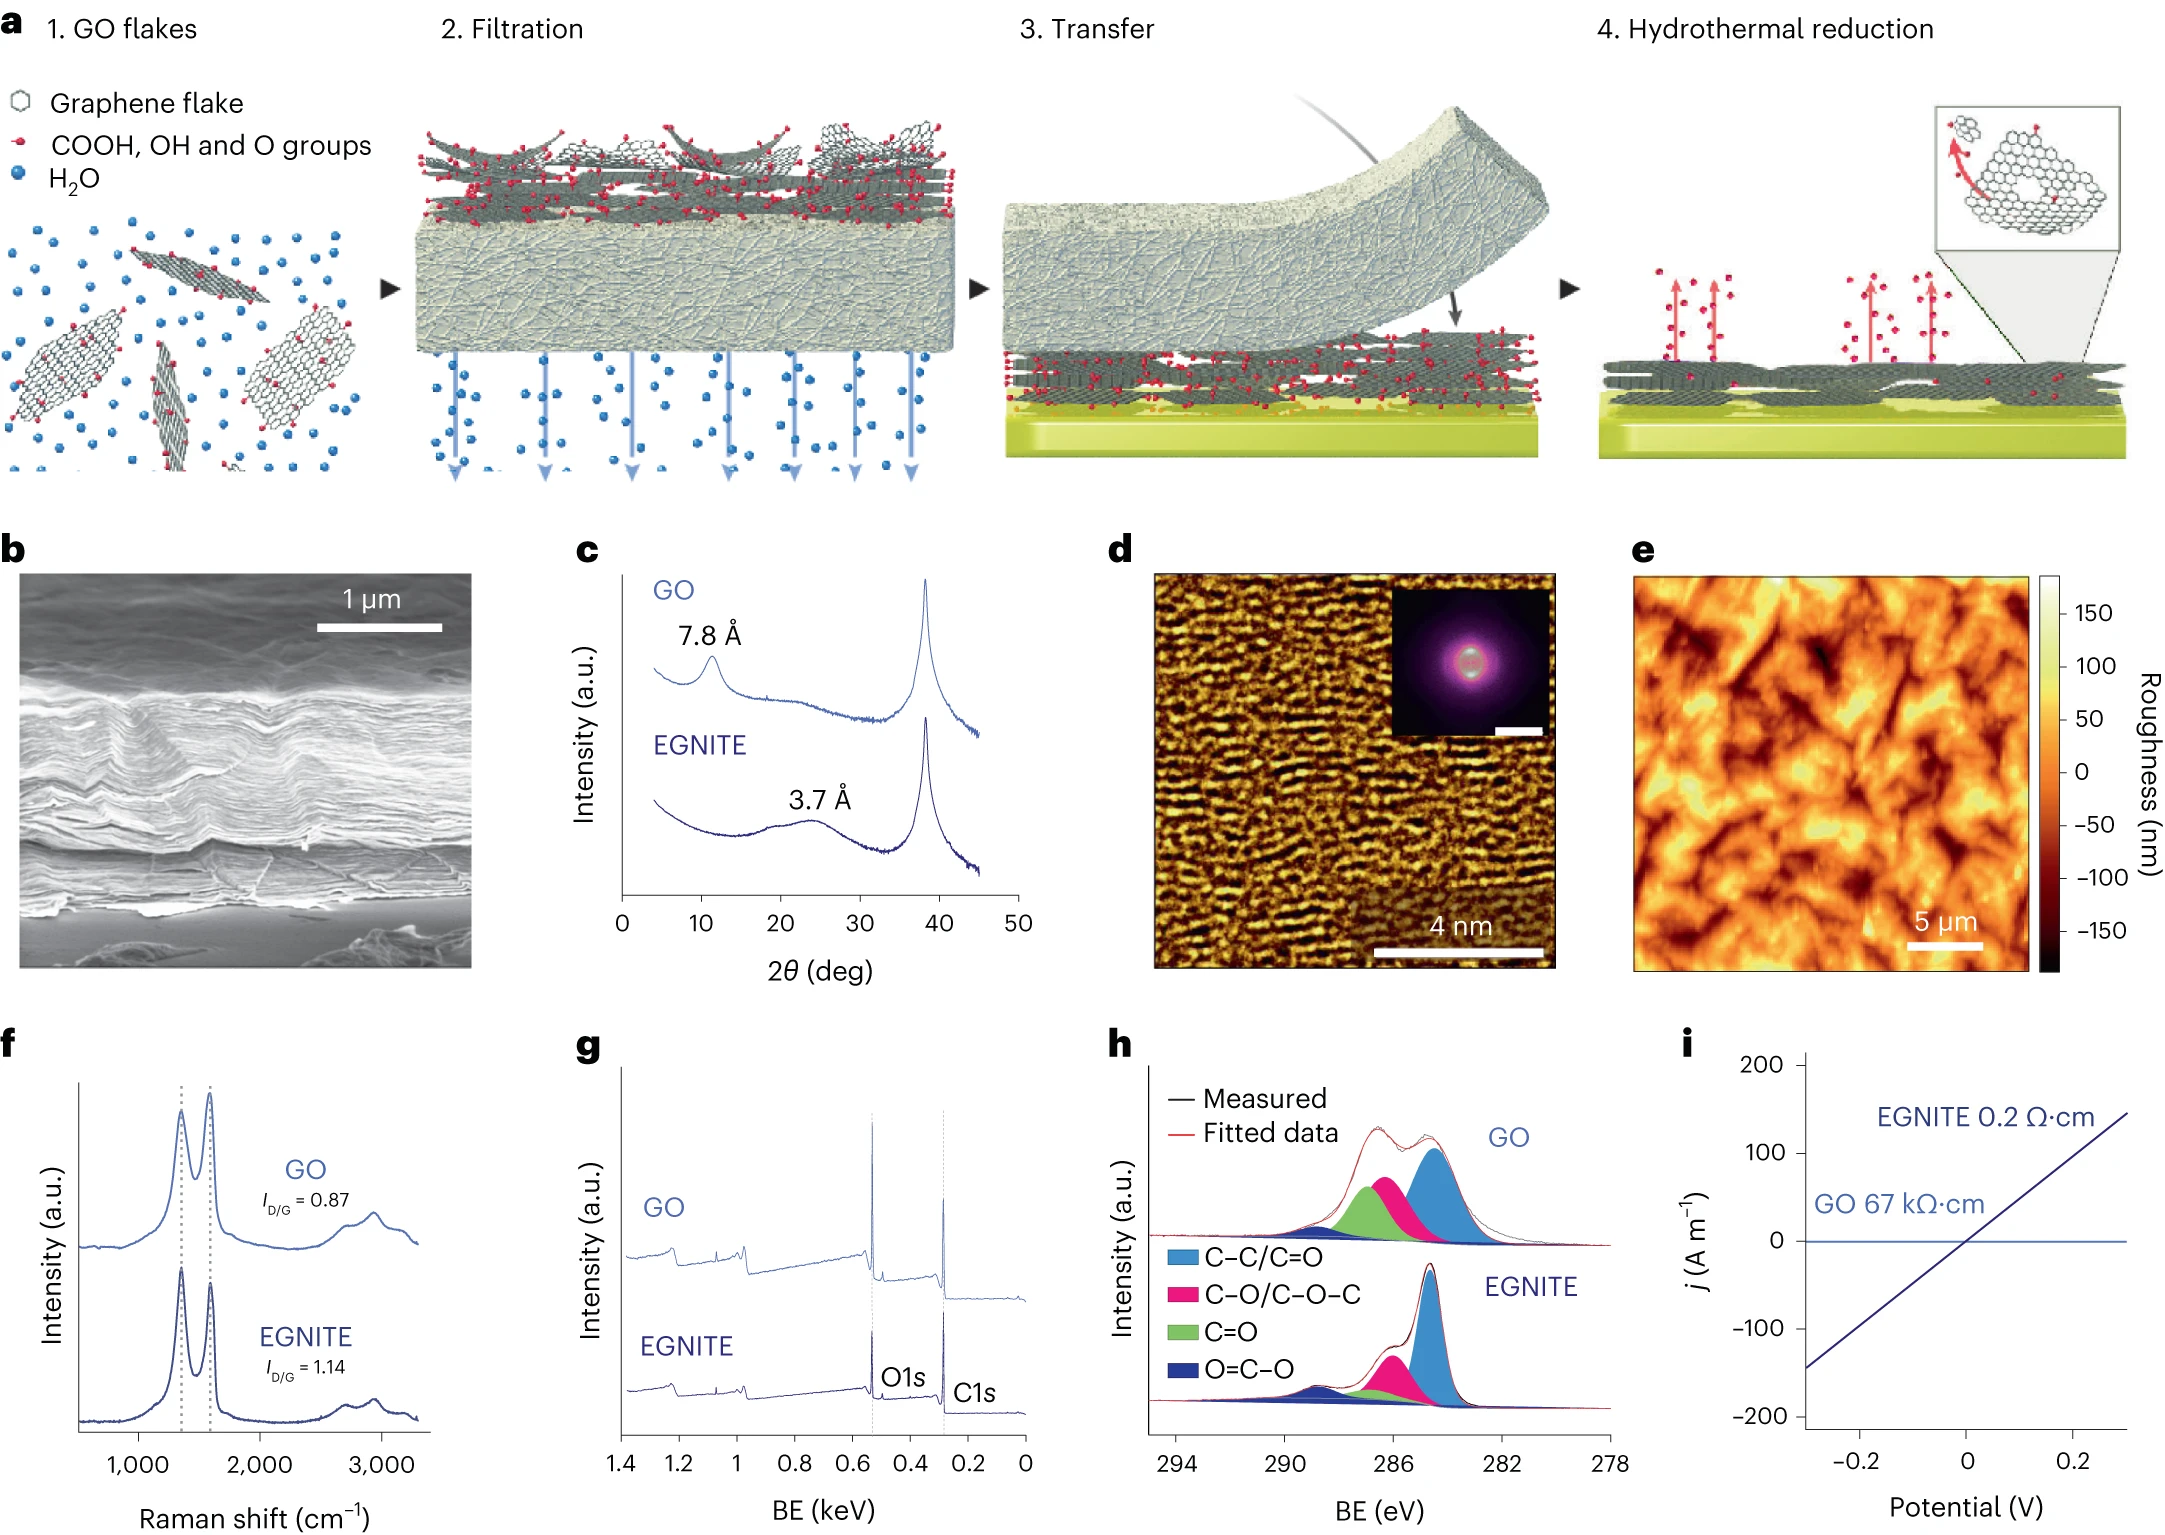 a
1. GO flakes
2. Filtration
3. Transfer
4. Hydrothermal reduction
Graphene flake
COOH, OH and O groups
H₂O
b
1 µm
c
GO
7.8 Å
EGNITE
3.7 Å
Intensity (a.u.)
0 10 20 30 40 50
2θ (deg)
d
4 nm
e
5 µm
150
100
50
0
−50
−100
−150
Roughness (nm)
f
GO
I_D/G = 0.87
EGNITE
I_D/G = 1.14
Intensity (a.u.)
1,000 2,000 3,000
Raman shift (cm⁻¹)
g
GO
EGNITE
O1s
C1s
Intensity (a.u.)
1.4 1.2 1 0.8 0.6 0.4 0.2 0
BE (keV)
h
Measured
Fitted data
GO
C–C/C=O
C–O/C–O–C
C=O
O=C–O
EGNITE
Intensity (a.u.)
294 290 286 282 278
BE (eV)
i
200
100
0
−100
−200
EGNITE 0.2 Ω·cm
GO 67 kΩ·cm
j (A m⁻¹)
−0.2 0 0.2
Potential (V)